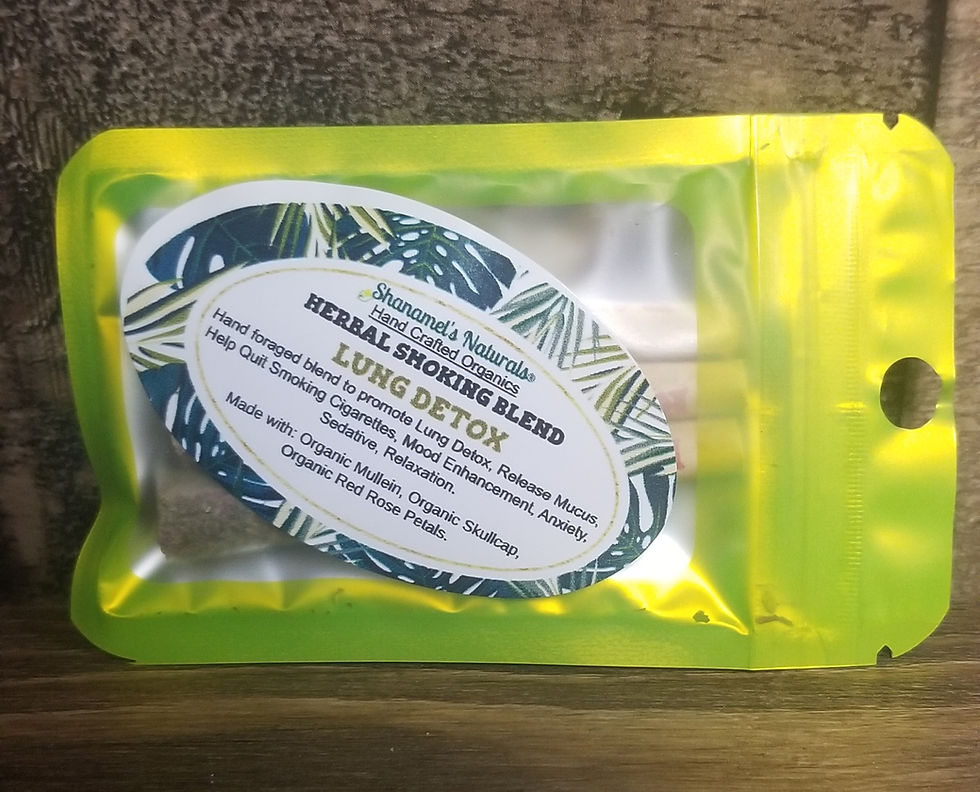 Shanamel's Naturals®
Hand Crafted Organics
HERBAL SMOKING BLEND
LUNG DETOX
Hand foraged blend to promote Lung Detox, Release Mucus,
Help Quit Smoking Cigarettes, Mood Enhancement, Anxiety,
Sedative, Relaxation.
Made with: Organic Mullein, Organic Skullcap,
Organic Red Rose Petals.